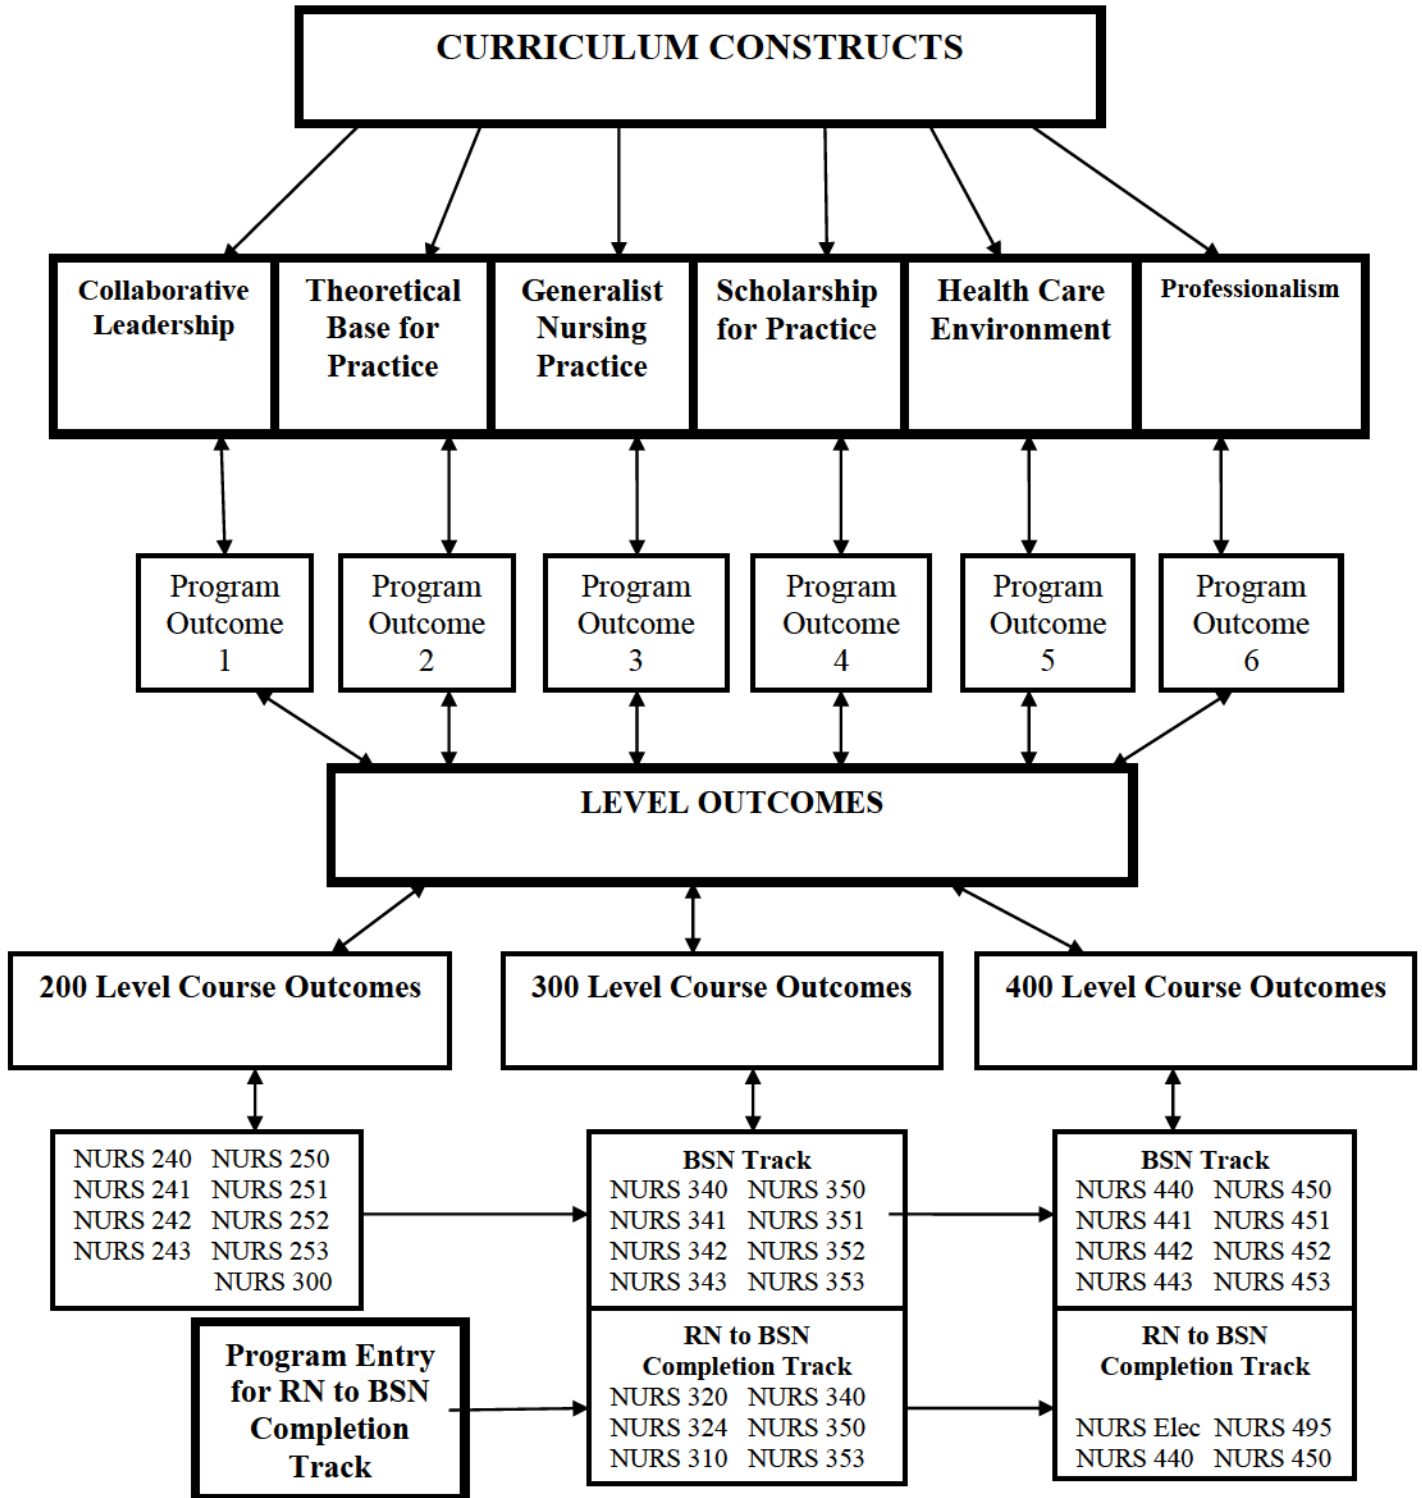 CURRICULUM CONSTRUCTS
Collaborative
Leadership
Theoretical
Base for
Practice
Generalist
Nursing
Practice
Scholarship
for Practice
Health Care
Environment
Professionalism
Program
Outcome
1
Program
Outcome
2
Program
Outcome
3
Program
Outcome
4
Program
Outcome
5
Program
Outcome
6
LEVEL OUTCOMES
200 Level Course Outcomes
300 Level Course Outcomes
400 Level Course Outcomes
NURS 240 NURS 250
NURS 241 NURS 251
NURS 242 NURS 252
NURS 243 NURS 253
NURS 300
BSN Track
NURS 340 NURS 350
NURS 341 NURS 351
NURS 342 NURS 352
NURS 343 NURS 353
BSN Track
NURS 440 NURS 450
NURS 441 NURS 451
NURS 442 NURS 452
NURS 443 NURS 453
Program Entry
for RN to BSN
Completion
Track
RN to BSN
Completion Track
NURS 320 NURS 340
NURS 324 NURS 350
NURS 310 NURS 353
RN to BSN
Completion Track
NURS Elec NURS 495
NURS 440 NURS 450